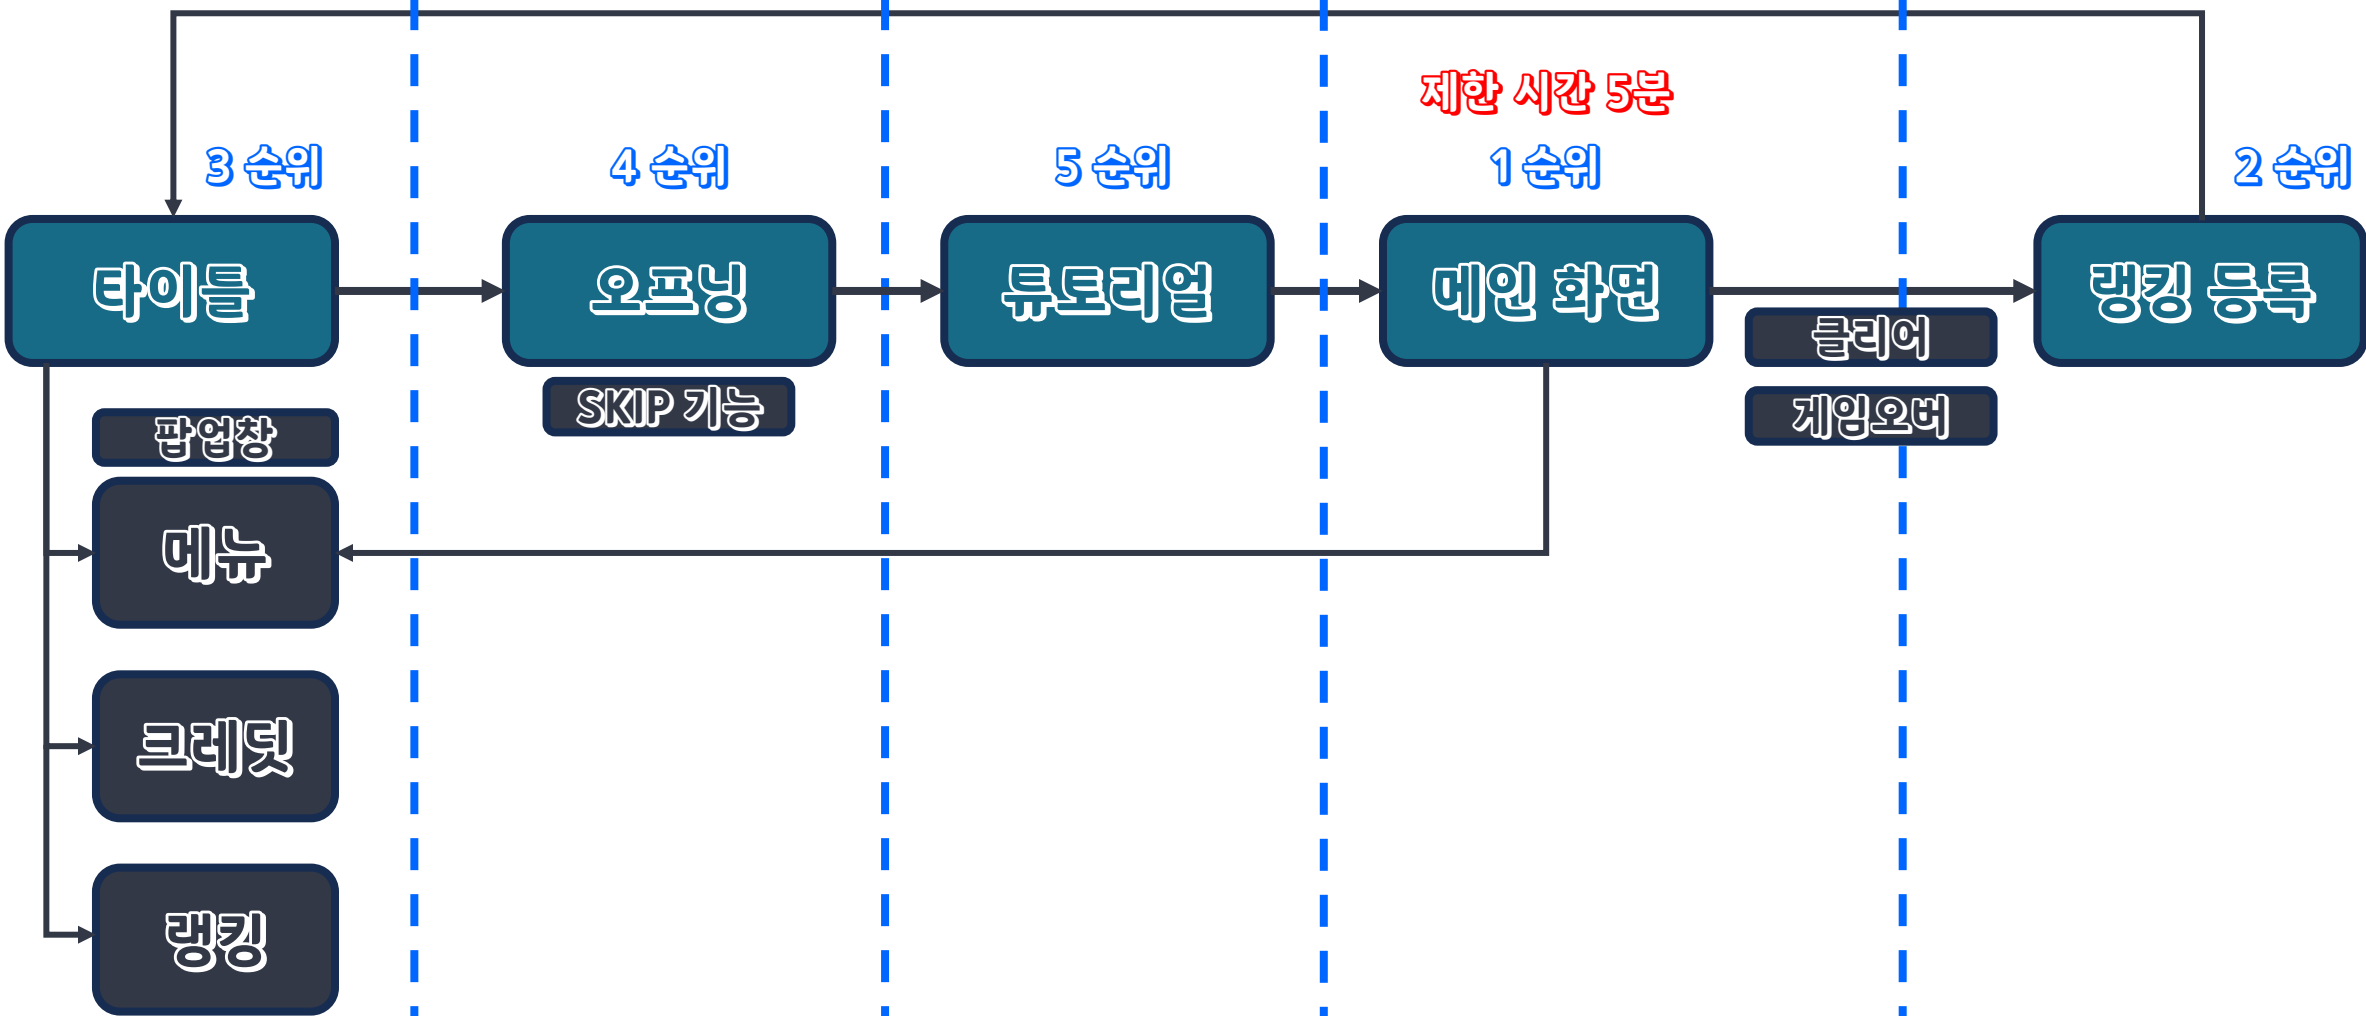 제한 시간 5분
3 순위
4 순위
5 순위
1 순위
2 순위
타이틀
오프닝
튜토리얼
메인 화면
랭킹 등록
클리어
게임오버
SKIP 기능
팝업창
메뉴
크레딧
랭킹